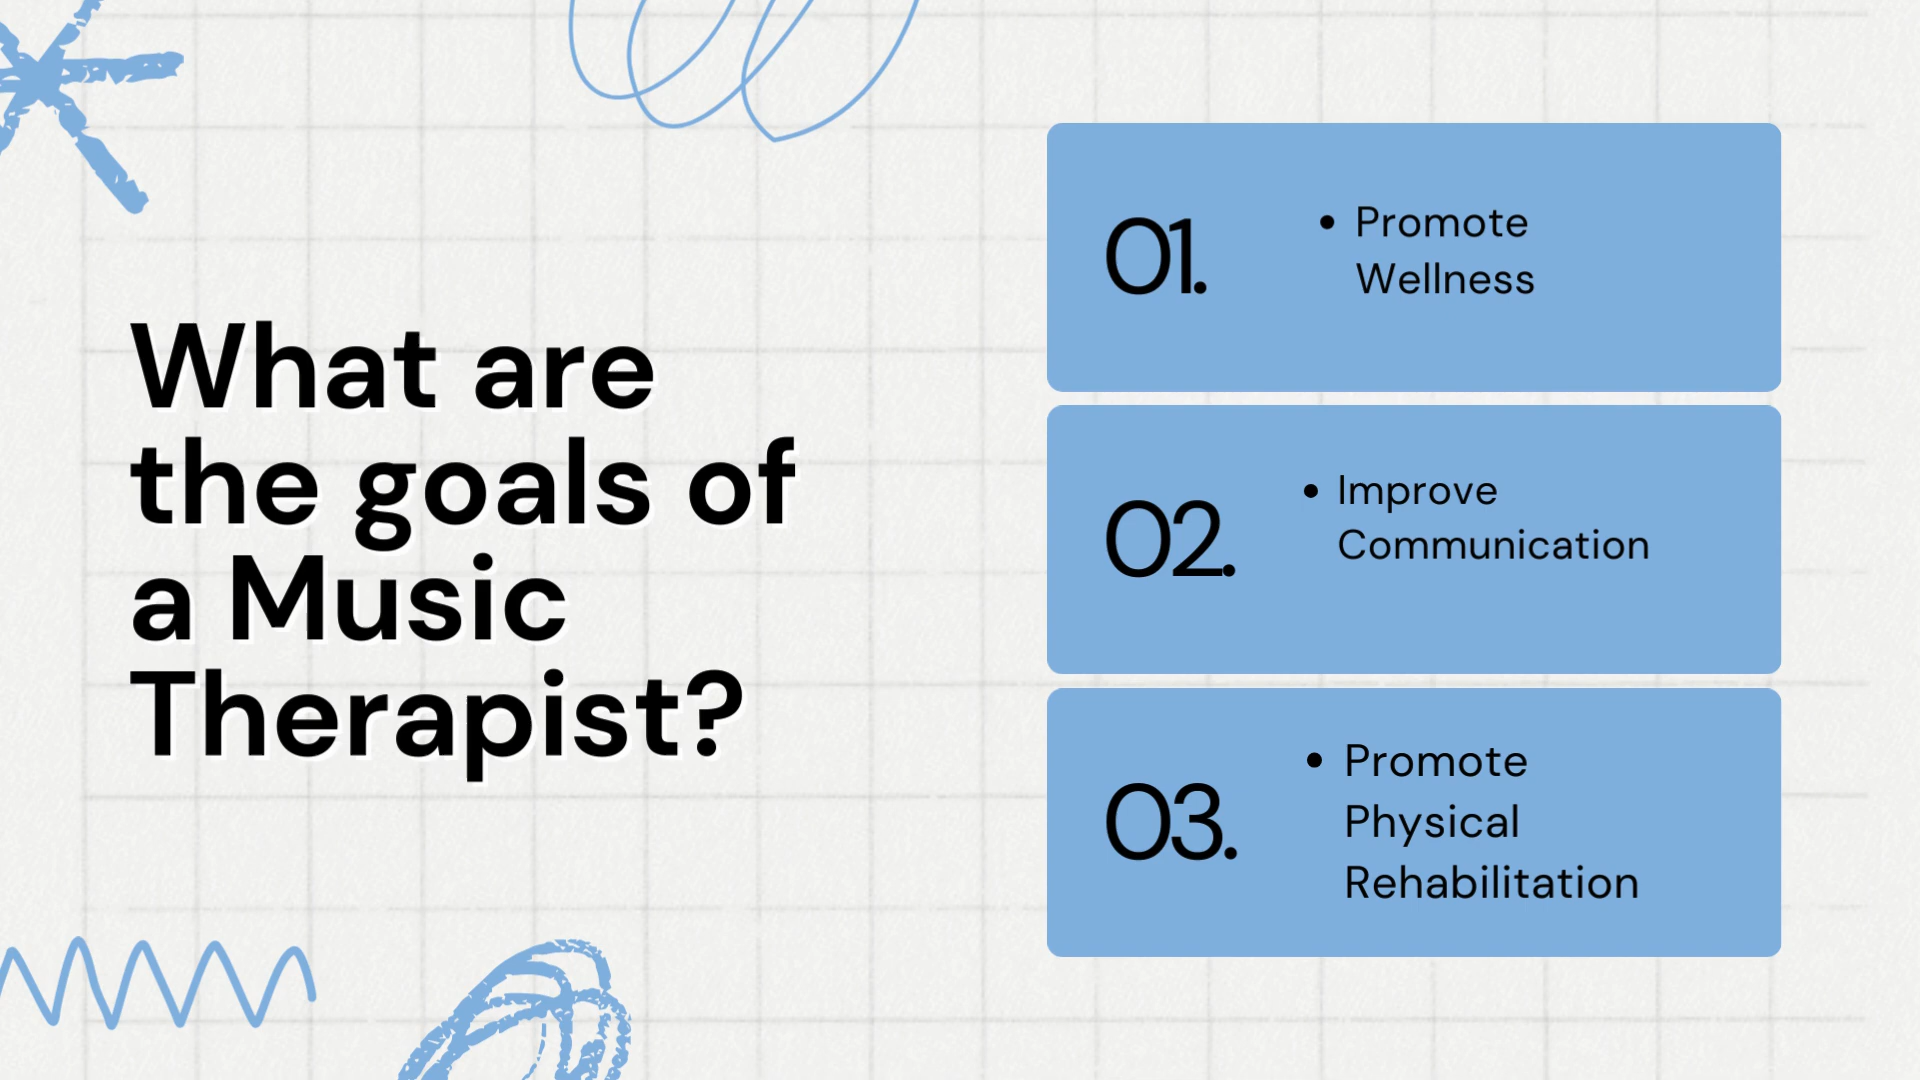 What are
the goals of
a Music
Therapist?
01.
• Promote
Wellness
02.
• Improve
Communication
03.
• Promote
Physical
Rehabilitation